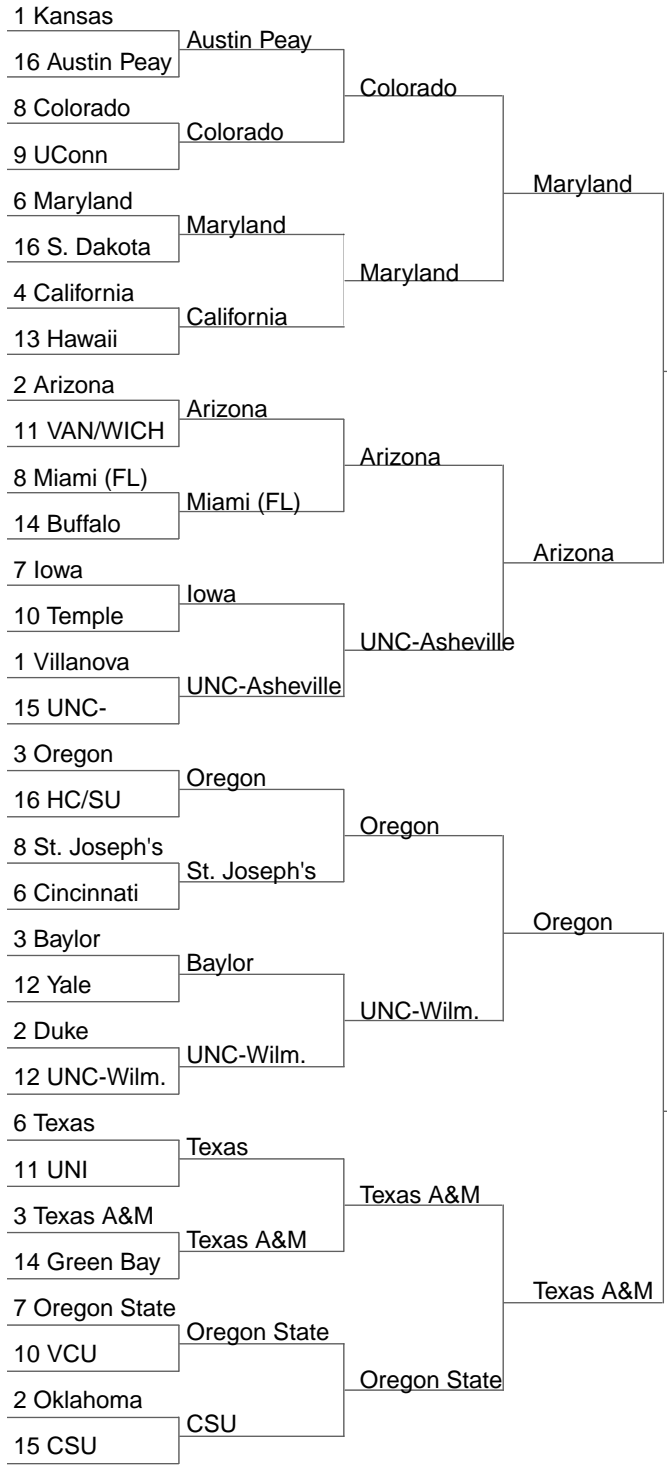 1 Kansas
16 Austin Peay
8 Colorado
9 UConn
6 Maryland
16 S. Dakota
4 California
13 Hawaii
2 Arizona
11 VAN/WICH
8 Miami (FL)
14 Buffalo
7 Iowa
10 Temple
1 Villanova
15 UNC-
3 Oregon
16 HC/SU
8 St. Joseph's
6 Cincinnati
3 Baylor
12 Yale
2 Duke
12 UNC-Wilm.
6 Texas
11 UNI
3 Texas A&M
14 Green Bay
7 Oregon State
10 VCU
2 Oklahoma
15 CSU
Austin Peay
Colorado
Maryland
California
Arizona
Miami (FL)
Iowa
UNC-Asheville
Oregon
St. Joseph's
Baylor
UNC-Wilm.
Texas
Texas A&M
Oregon State
CSU
Colorado
Maryland
Arizona
UNC-Asheville
Oregon
UNC-Wilm.
Texas A&M
Oregon State
Maryland
Arizona
Oregon
Texas A&M